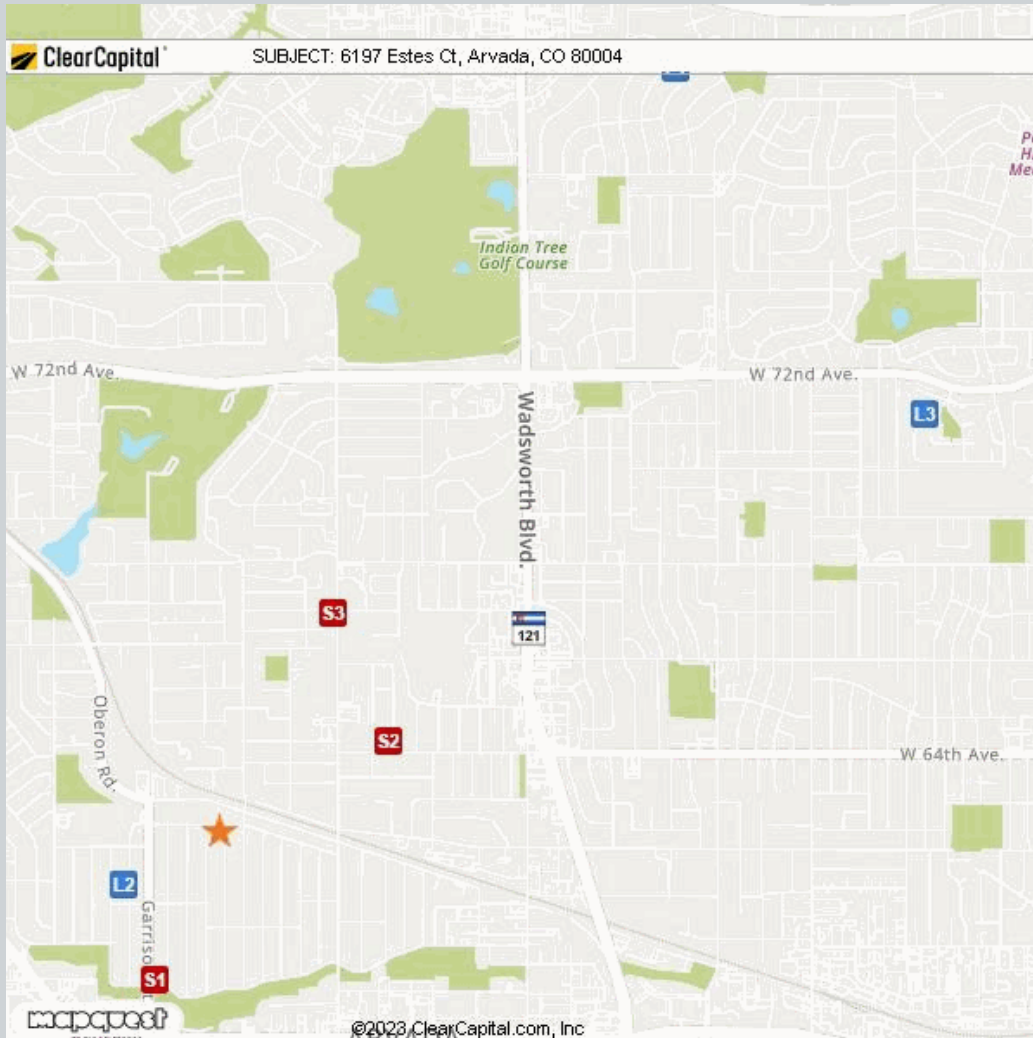 ClearCapital
SUBJECT: 6197 Estes Ct, Arvada, CO 80004
Indian Tree
Golf Course
W 72nd Ave.
W 72nd Ave.
Wadsworth Blvd.
L3
S3
121
Oberon Rd.
S2
W 64th Ave.
L2
S1
mapquest
©2023 ClearCapital.com, Inc